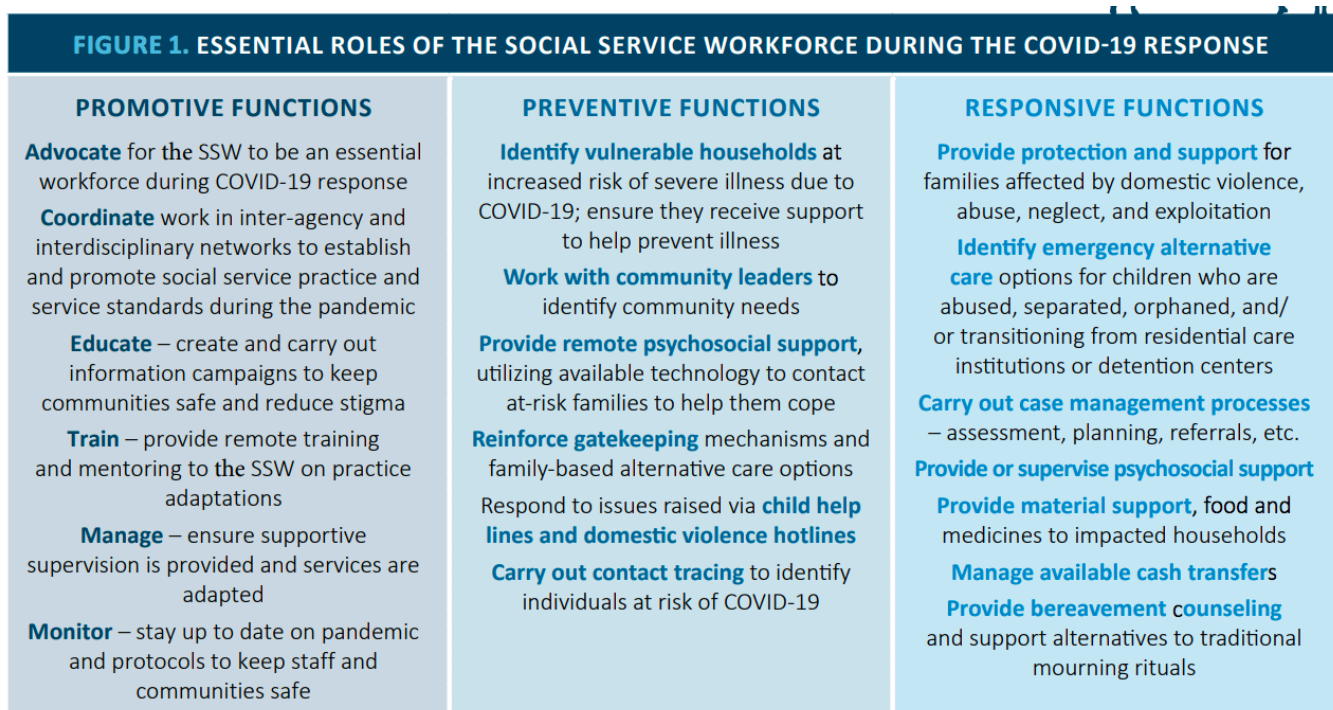 FIGURE 1. ESSENTIAL ROLES OF THE SOCIAL SERVICE WORKFORCE DURING THE COVID-19 RESPONSE
PROMOTIVE FUNCTIONS
Advocate for the SSW to be an essential
workforce during COVID-19 response
Coordinate work in inter-agency and
interdisciplinary networks to establish
and promote social service practice and
service standards during the pandemic
Educate – create and carry out
information campaigns to keep
communities safe and reduce stigma
Train – provide remote training
and mentoring to the SSW on practice
adaptations
Manage – ensure supportive
supervision is provided and services are
adapted
Monitor – stay up to date on pandemic
and protocols to keep staff and
communities safe
PREVENTIVE FUNCTIONS
Identify vulnerable households at
increased risk of severe illness due to
COVID-19; ensure they receive support
to help prevent illness
Work with community leaders to
identify community needs
Provide remote psychosocial support,
utilizing available technology to contact
at-risk families to help them cope
Reinforce gatekeeping mechanisms and
family-based alternative care options
Respond to issues raised via child help
lines and domestic violence hotlines
Carry out contact tracing to identify
individuals at risk of COVID-19
RESPONSIVE FUNCTIONS
Provide protection and support for
families affected by domestic violence,
abuse, neglect, and exploitation
Identify emergency alternative
care options for children who are
abused, separated, orphaned, and/
or transitioning from residential care
institutions or detention centers
Carry out case management processes
– assessment, planning, referrals, etc.
Provide or supervise psychosocial support
Provide material support, food and
medicines to impacted households
Manage available cash transfers
Provide bereavement counseling
and support alternatives to traditional
mourning rituals